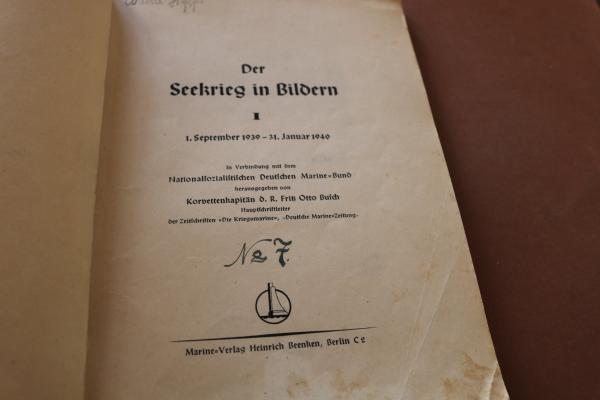 Der
Seekrieg in Bildern
I
1. September 1939 – 31. Januar 1940
In Verbindung mit dem
Nationalsozialistischen Deutschen Marine=Bund
herausgegeben von
Korvettenkapitän d. R. Fritz Otto Busch
Hauptschriftleiter
der Zeitschriften »Die Kriegsmarine«, »Deutsche Marine=Zeitung«
No 7.
Marine=Verlag Heinrich Beenken, Berlin C 2